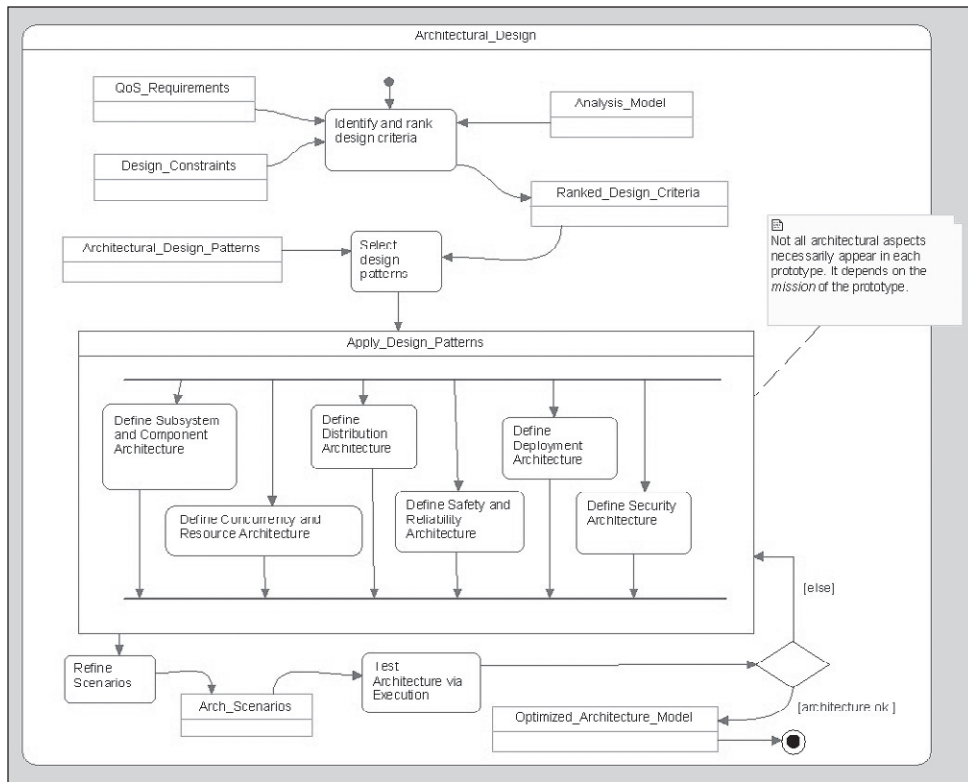 Architectural_Design
QoS_Requirements
Analysis_Model
Identify and rank
design criteria
Design_Constraints
Ranked_Design_Criteria
Architectural_Design_Patterns
Select
design
patterns
Not all architectural aspects
necessarily appear in each
prototype. It depends on the
mission of the prototype.
Apply_Design_Patterns
Define Subsystem
and Component
Architecture
Define
Distribution
Architecture
Define
Deployment
Architecture
Define Concurrency and
Resource Architecture
Define Safety and
Reliability
Architecture
Define Security
Architecture
[else]
Refine
Scenarios
Arch_Scenarios
Test
Architecture via
Execution
[architecture ok ]
Optimized_Architecture_Model